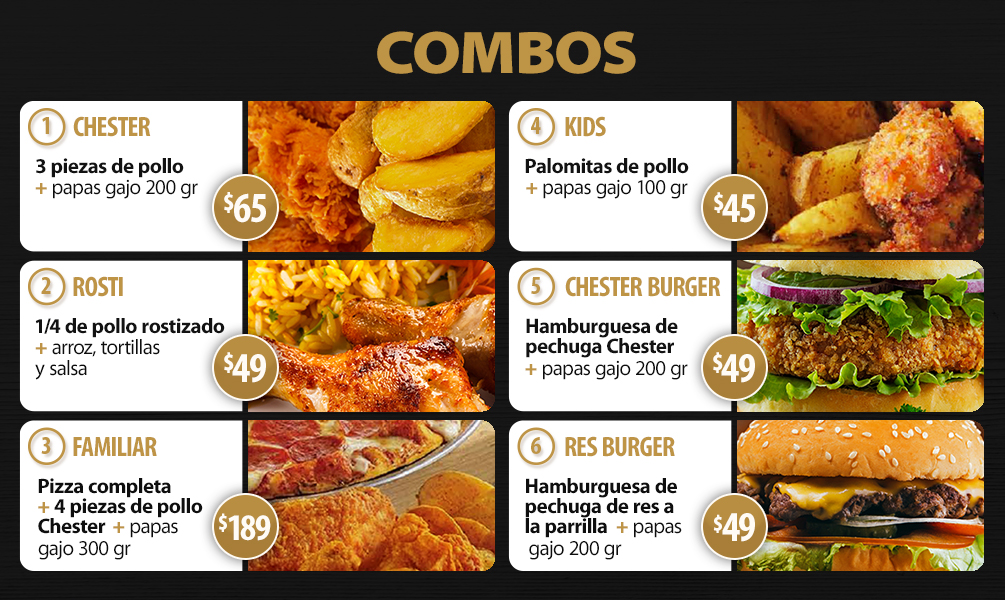 COMBOS
1 CHESTER
3 piezas de pollo
+ papas gajo 200 gr
$65
2 ROSTI
1/4 de pollo rostizado
+ arroz, tortillas
y salsa
$49
3 FAMILIAR
Pizza completa
+ 4 piezas de pollo
Chester + papas
gajo 300 gr
$189
4 KIDS
Palomitas de pollo
+ papas gajo 100 gr
$45
5 CHESTER BURGER
Hamburguesa de
pechuga Chester
+ papas gajo 200 gr
$49
6 RES BURGER
Hamburguesa de
pechuga de res a
la parrilla + papas
gajo 200 gr
$49